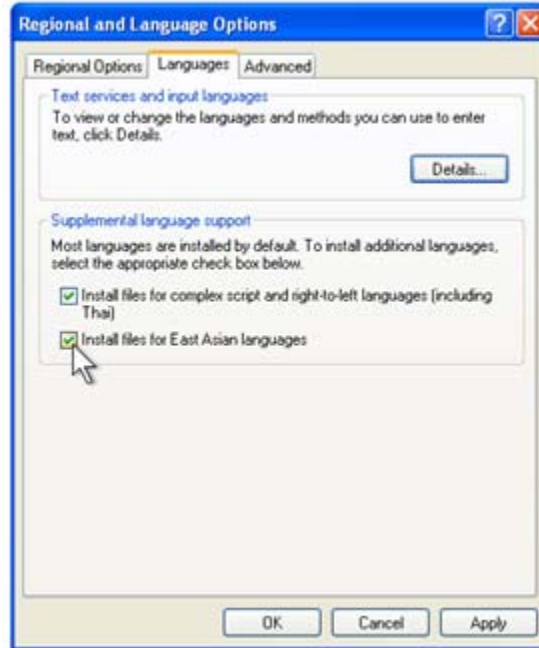 Regional and Language Options
Regional Options Languages Advanced
Text services and input languages
To view or change the languages and methods you can use to enter
text, click Details.
Details...
Supplemental language support
Most languages are installed by default. To install additional languages,
select the appropriate check box below.
Install files for complex script and right-to-left languages (including
Thai)
Install files for East Asian languages
OK Cancel Apply